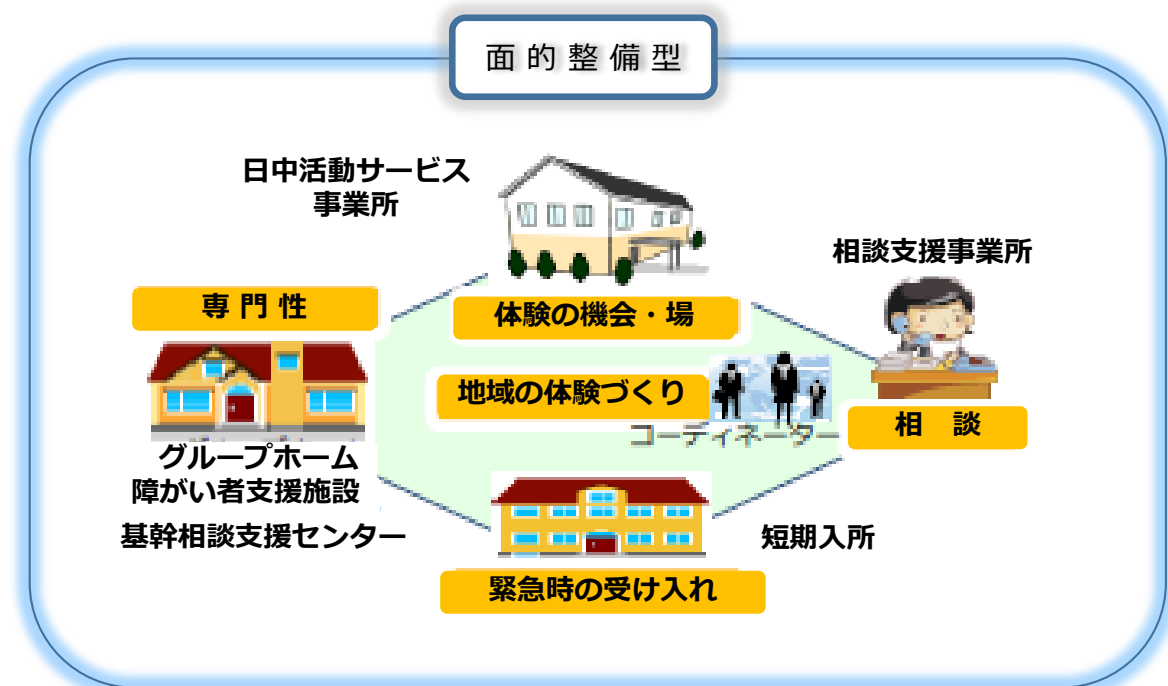 面的整備型
日中活動サービス
事業所
相談支援事業所
専門性
体験の機会・場
地域の体験づくり
コーディネーター
相　談
グループホーム
障がい者支援施設
基幹相談支援センター
短期入所
緊急時の受け入れ